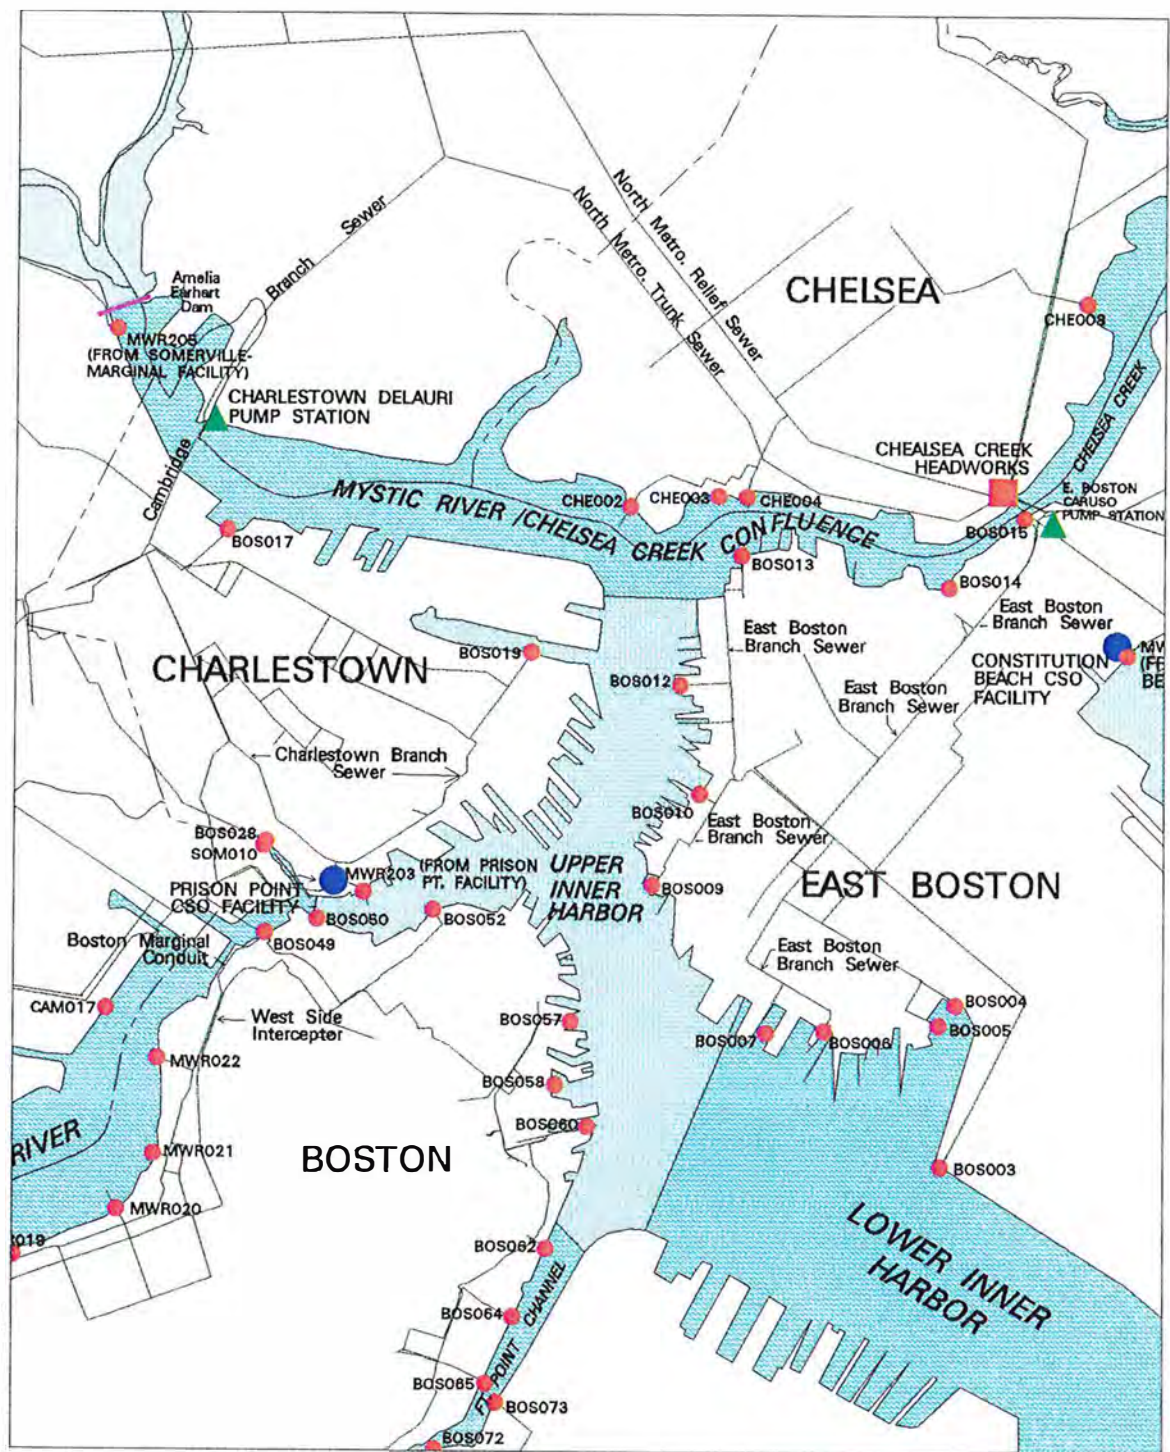 North Metro. Relief Sewer
North Metro. Trunk Sewer
Branch Sewer
CHELSEA
Amelia
Earhart
Dam
CHE008
MWR205
(FROM SOMERVILLE-
MARGINAL FACILITY)
CHARLESTOWN DELAURI
PUMP STATION
CHELSEA CREEK
Cambridge
CHEALSEA CREEK
HEADWORKS
E. BOSTON
CARUSO
PUMP STATION
MYSTIC RIVER /CHELSEA CREEK CONFLUENCE
CHE002
CHE003
CHE004
BOS015
BOS017
BOS013
BOS014
East Boston
Branch Sewer
East Boston
Branch Sewer
BOS019
CHARLESTOWN
BOS012
CONSTITUTION
BEACH CSO
FACILITY
MW
(FR
BE
East Boston
Branch Sewer
Charlestown Branch
Sewer
BOS010
East Boston
Branch Sewer
BOS028
SOM010
MWR203
(FROM PRISON
PT. FACILITY)
UPPER
INNER
HARBOR
BOS009
EAST BOSTON
PRISON POINT
CSO FACILITY
BOS050
BOS052
BOS049
Boston Marginal
Conduit
East Boston
Branch Sewer
CAM017
West Side
Interceptor
BOS057
BOS007
BOS006
BOS004
BOS005
MWR022
BOS058
BOS060
RIVER
MWR021
BOSTON
BOS003
MWR020
LOWER INNER
HARBOR
019
BOS062
BOS064
FT. POINT CHANNEL
BOS065
BOS073
BOS072